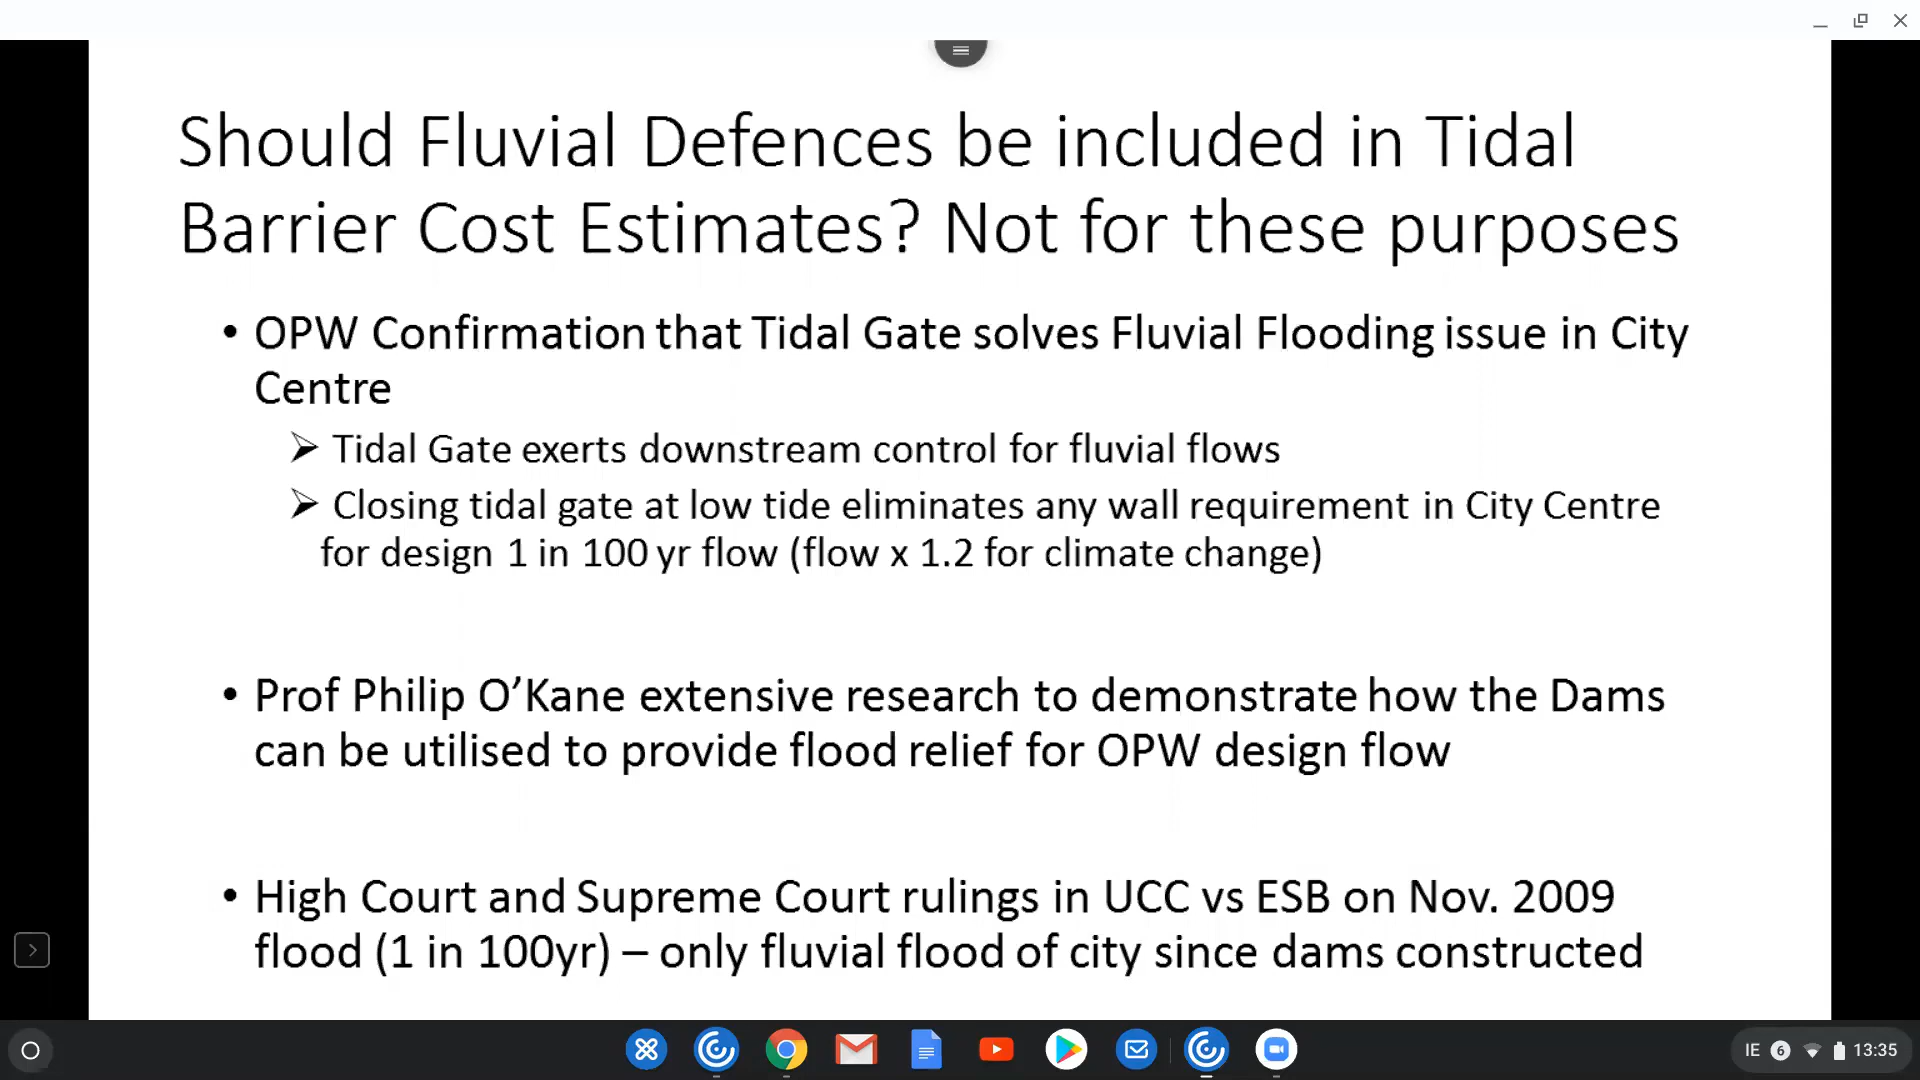 Should Fluvial Defences be included in Tidal
Barrier Cost Estimates? Not for these purposes
• OPW Confirmation that Tidal Gate solves Fluvial Flooding issue in City
Centre
➢ Tidal Gate exerts downstream control for fluvial flows
➢ Closing tidal gate at low tide eliminates any wall requirement in City Centre
for design 1 in 100 yr flow (flow x 1.2 for climate change)
• Prof Philip O’Kane extensive research to demonstrate how the Dams
can be utilised to provide flood relief for OPW design flow
• High Court and Supreme Court rulings in UCC vs ESB on Nov. 2009
flood (1 in 100yr) – only fluvial flood of city since dams constructed
IE 6 13:35